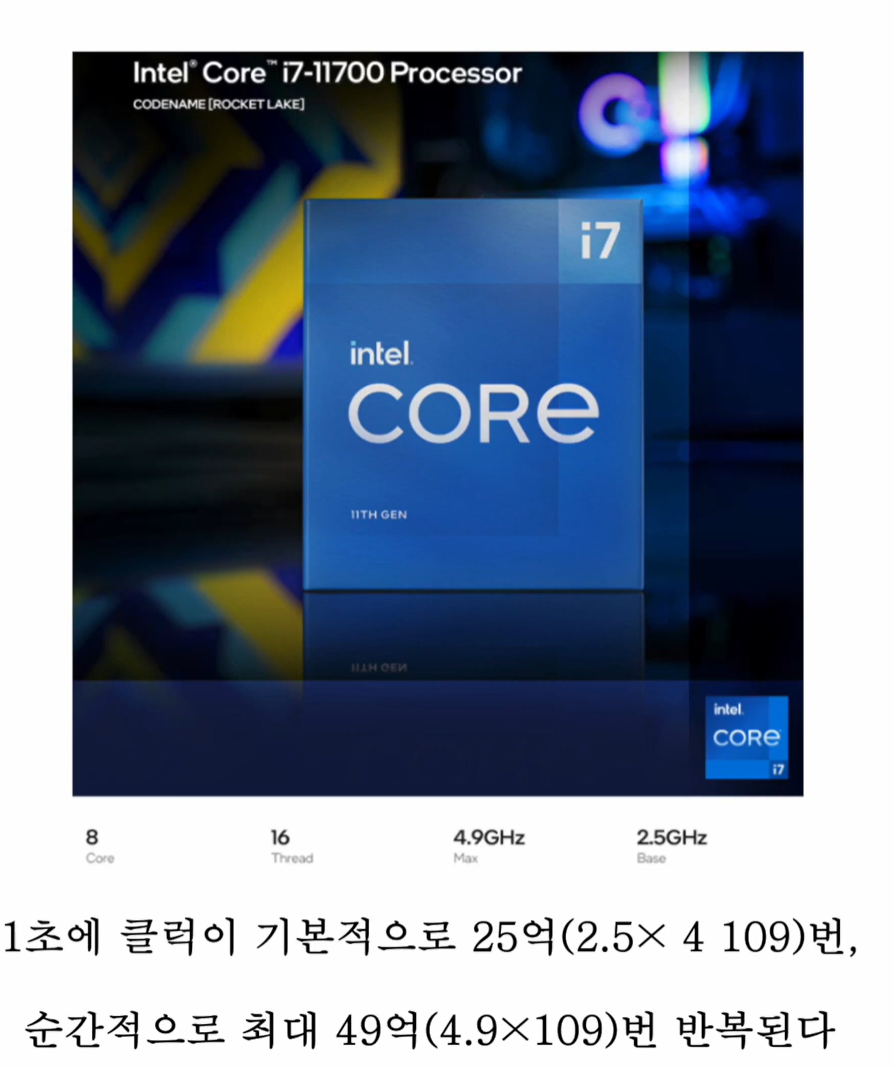 Intel® Core™ i7-11700 Processor
CODENAME [ROCKET LAKE]
i7
intel.
CORE
11TH GEN
11TH GEN
intel.
CORE
i7
8
Core
16
Thread
4.9GHz
Max
2.5GHz
Base
1초에 클럭이 기본적으로 25억(2.5× 4 109)번,
순간적으로 최대 49억(4.9×109)번 반복된다